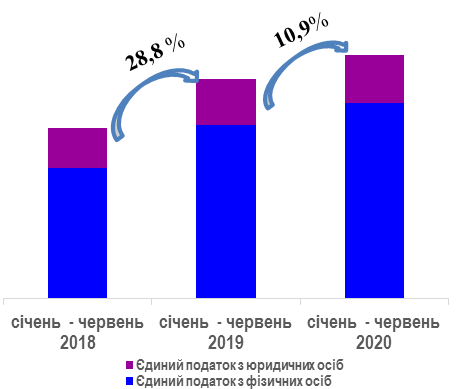 28,8 %
10,9%
січень - червень
2018
січень - червень
2019
січень - червень
2020
Єдиний податок з юридичних осіб
Єдиний податок з фізичних осіб